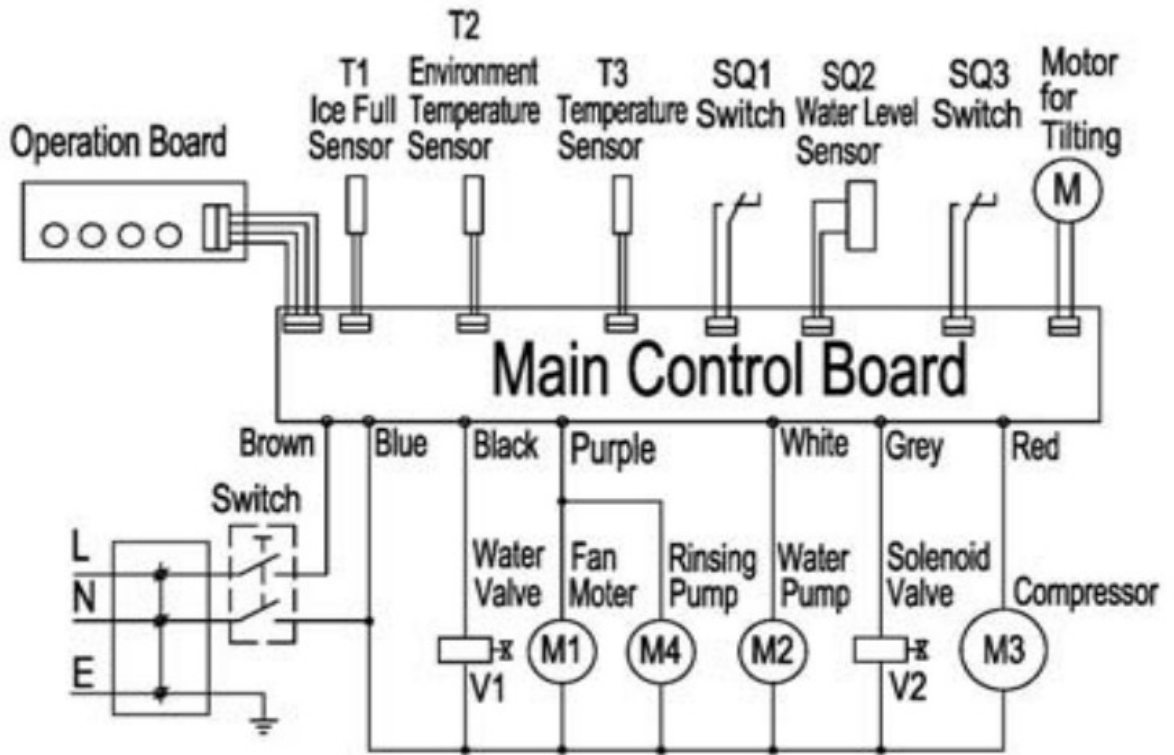 Operation Board
T1
Ice Full
Sensor
T2
Environment
Temperature
Sensor
T3
Temperature
Sensor
SQ1
Switch
SQ2
Water Level
Sensor
SQ3
Switch
Motor
for
Tilting
M
Main Control Board
Brown
Blue
Black
Purple
White
Grey
Red
Switch
L
N
E
Water
Valve
V1
Fan
Moter
M1
Rinsing
Pump
M4
Water
Pump
M2
Solenoid
Valve
V2
Compressor
M3